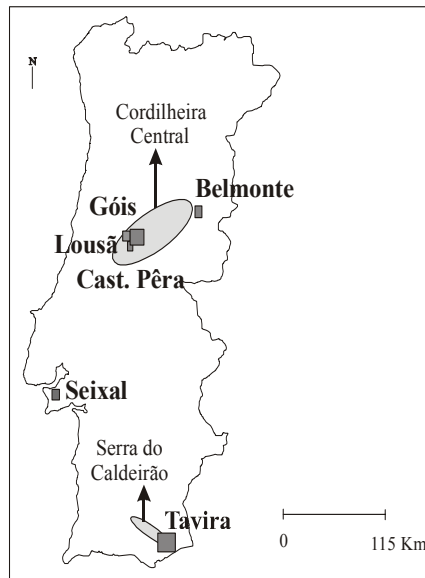 N
Cordilheira
Central
Belmonte
Góis
Lousã
Cast. Pêra
Seixal
Serra do
Caldeirão
Tavira
0 115 Km